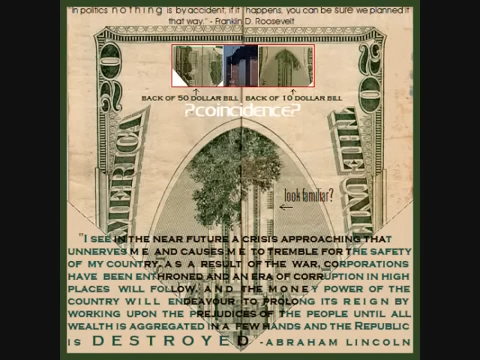 "In politics nothing is by accident, if it happens, you can be sure we planned it
that way." - Franklin D. Roosevelt
20
20
BACK OF 50 DOLLAR BILL
BACK OF 10 DOLLAR BILL
?coincidence?
AMERICA
THE UNITE
look familiar?
"I SEE IN THE NEAR FUTURE A CRISIS APPROACHING THAT
UNNERVES ME AND CAUSES ME TO TREMBLE FOR THE SAFETY
OF MY COUNTRY. AS A RESULT OF THE WAR, CORPORATIONS
HAVE BEEN ENTHRONED AND AN ERA OF CORRUPTION IN HIGH
PLACES WILL FOLLOW, AND THE MONEY POWER OF THE
COUNTRY WILL ENDEAVOUR TO PROLONG ITS REIGN BY
WORKING UPON THE PREJUDICES OF THE PEOPLE UNTIL ALL
WEALTH IS AGGREGATED IN A FEW HANDS AND THE REPUBLIC
IS DESTROYED" -ABRAHAM LINCOLN